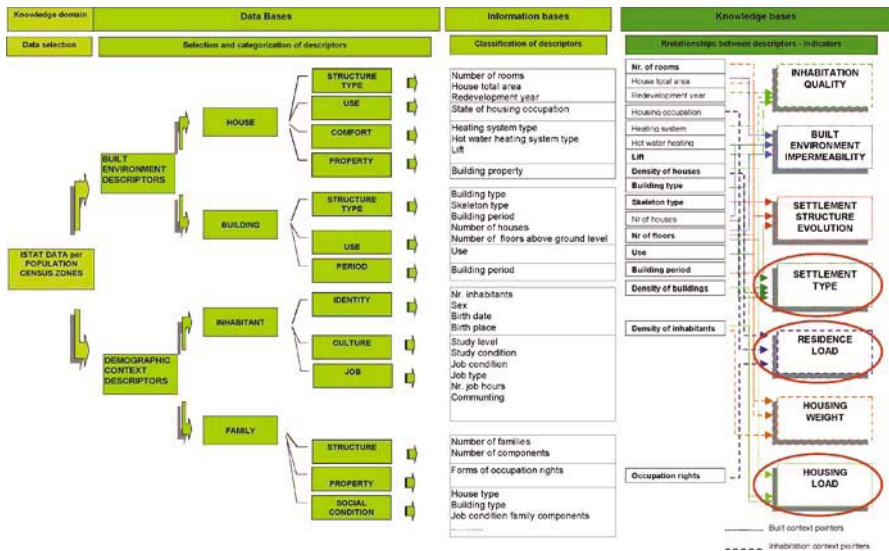 Knowledge domain
Data Bases
Information bases
Knowledge bases
Data selection
Selection and categorization of descriptors
Classification of descriptors
Rrelationships between descriptors - Indicators
ISTAT DATA per
POPULATION
CENSUS ZONES
BUILT
ENVIRONMENT
DESCRIPTORS
DEMOGRAPHIC
CONTEXT
DESCRIPTORS
HOUSE
BUILDING
INHABITANT
FAMILY
STRUCTURE
TYPE
USE
COMFORT
PROPERTY
STRUCTURE
TYPE
USE
PERIOD
IDENTITY
CULTURE
JOB
STRUCTURE
PROPERTY
SOCIAL
CONDITION
Number of rooms
House total area
Redevelopment year
State of housing occupation
Heating system type
Hot water heating system type
Lift
Building property
Building type
Skeleton type
Building period
Number of houses
Number of floors above ground level
Use
Building period
Nr. inhabitants
Sex
Birth date
Birth place
Study level
Study condition
Job condition
Job type
Nr. job hours
Communting
Number of families
Number of components
Forms of occupation rights
House type
Building type
Job condition family components
...........
Nr. of rooms
House total area
Redevelopment year
Housing occupation
Heating system
Hot water heating
Lift
Density of houses
Building type
Skeleton type
Nr of houses
Nr of floors
Use
Building period
Density of buildings
Density of inhabitants
Occupation rights
INHABITATION
QUALITY
BUILT
ENVIRONMENT
IMPERMEABILITY
SETTLEMENT
STRUCTURE
EVOLUTION
SETTLEMENT
TYPE
RESIDENCE
LOAD
HOUSING
WEIGHT
HOUSING
LOAD
Built context pointers
Inhabitation context pointers